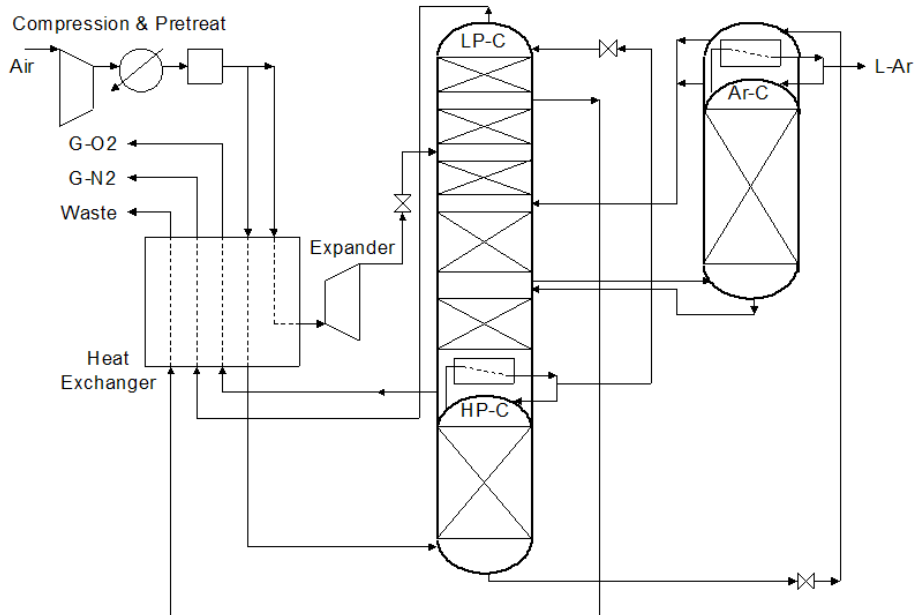 Compression & Pretreat
Air
LP-C
Ar-C
L-Ar
G-O2
G-N2
Waste
Expander
Heat
Exchanger
HP-C